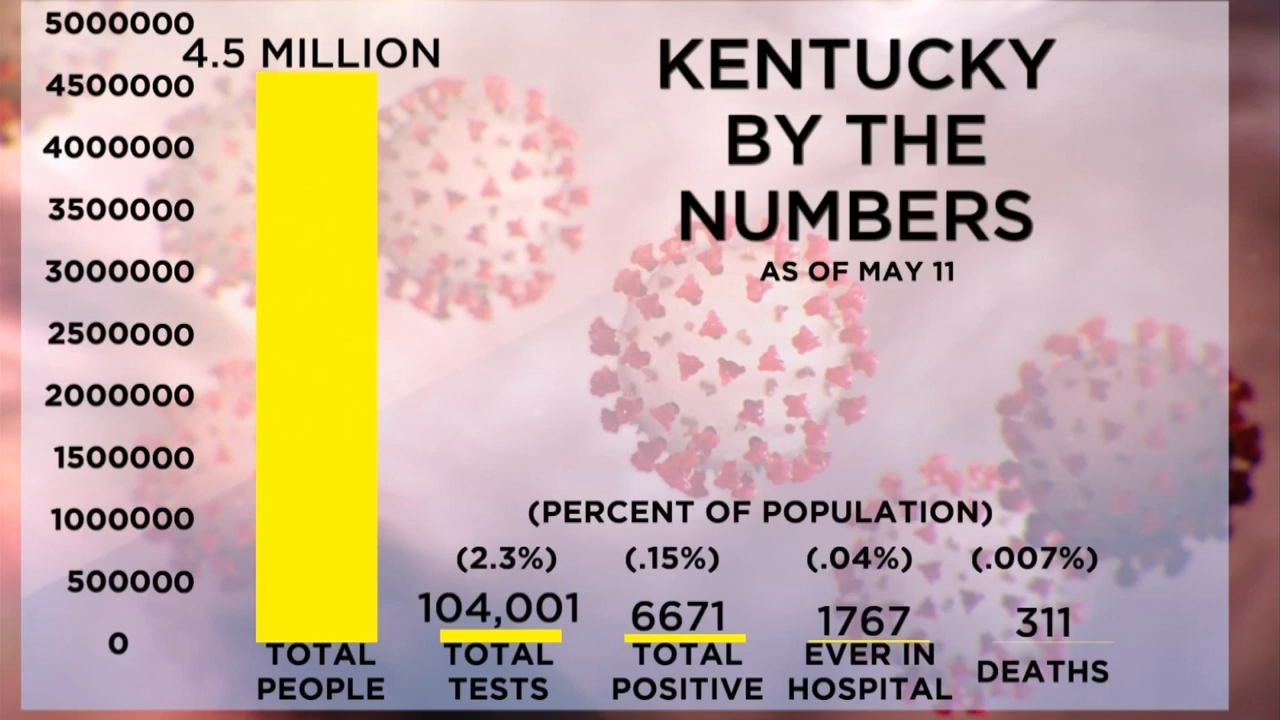 KENTUCKY
BY THE
NUMBERS
AS OF MAY 11
5000000
4500000
4000000
3500000
3000000
2500000
2000000
1500000
1000000
500000
0
4.5 MILLION
(PERCENT OF POPULATION)
(2.3%) (.15%) (.04%) (.007%)
104,001 6671 1767 311
TOTAL PEOPLE
TOTAL TESTS
TOTAL POSITIVE
EVER IN HOSPITAL
DEATHS